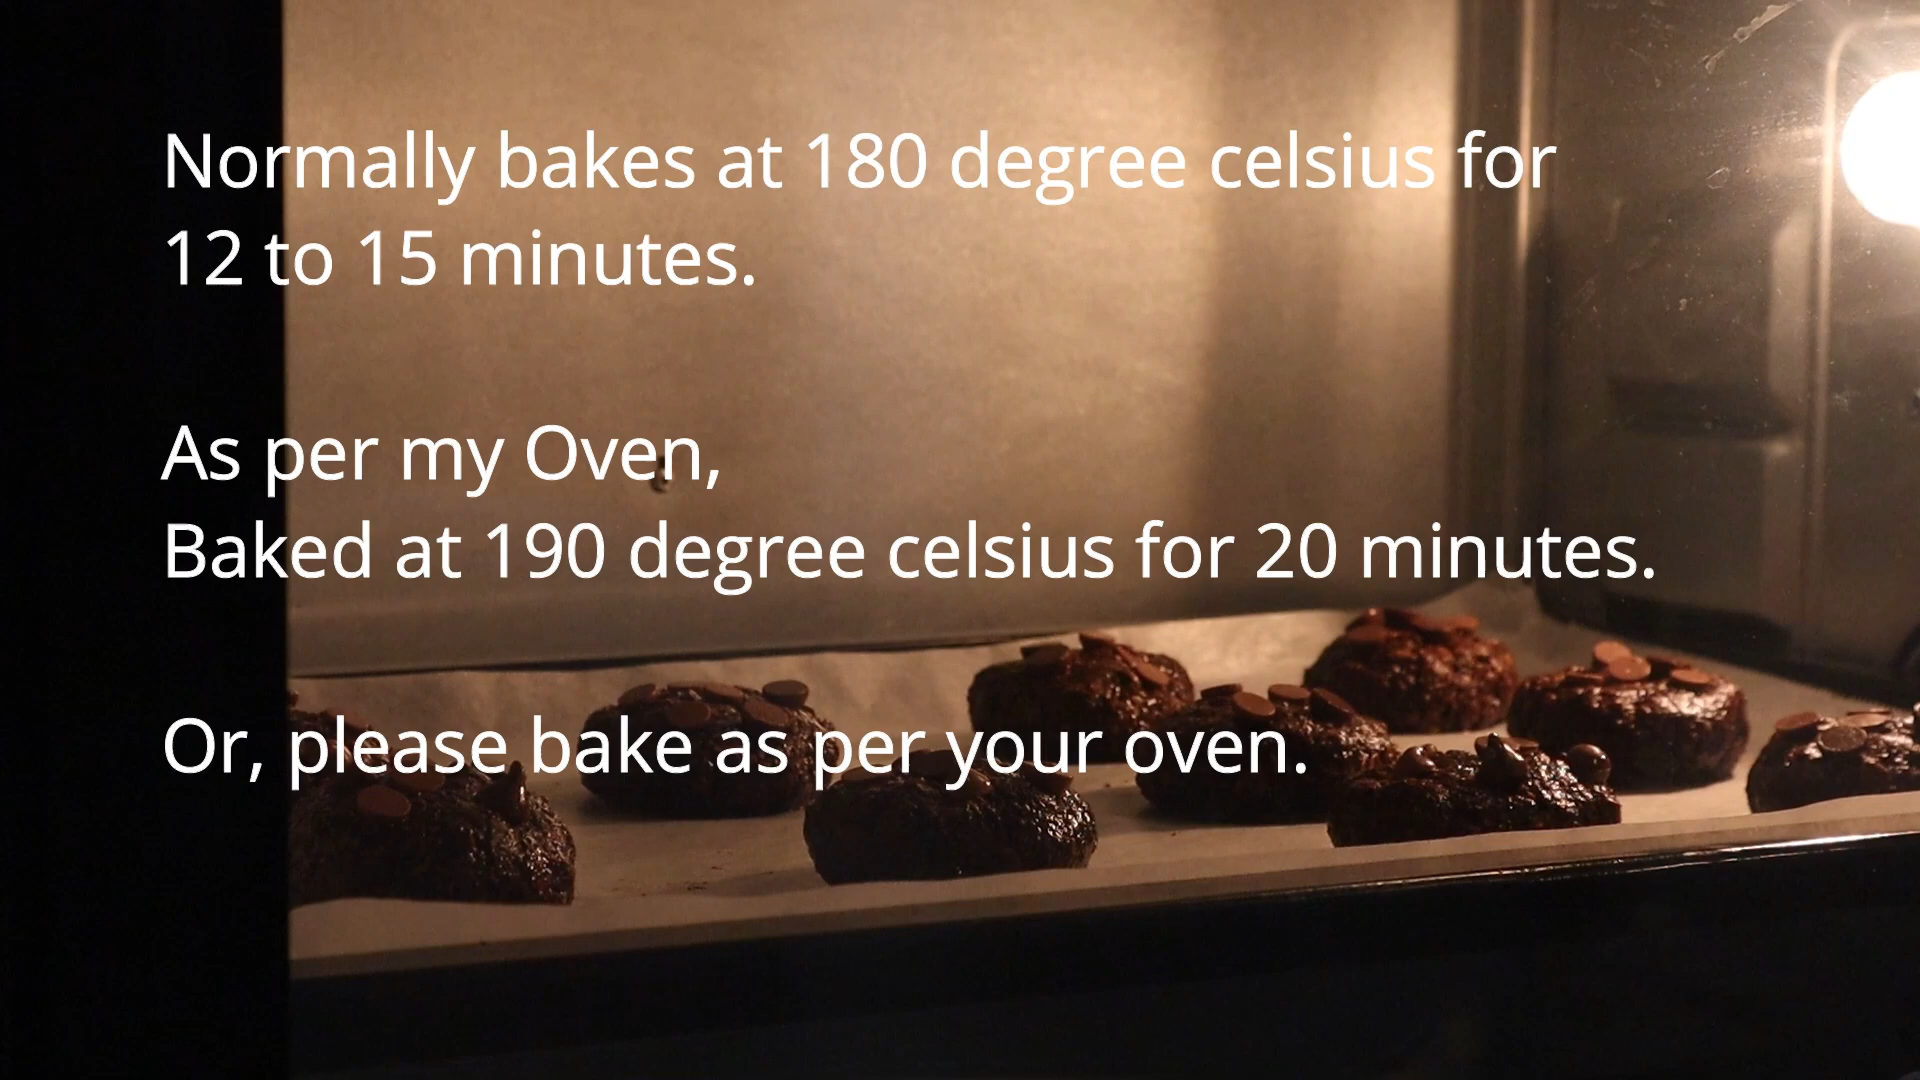 Normally bakes at 180 degree celsius for
12 to 15 minutes.
As per my Oven,
Baked at 190 degree celsius for 20 minutes.
Or, please bake as per your oven.